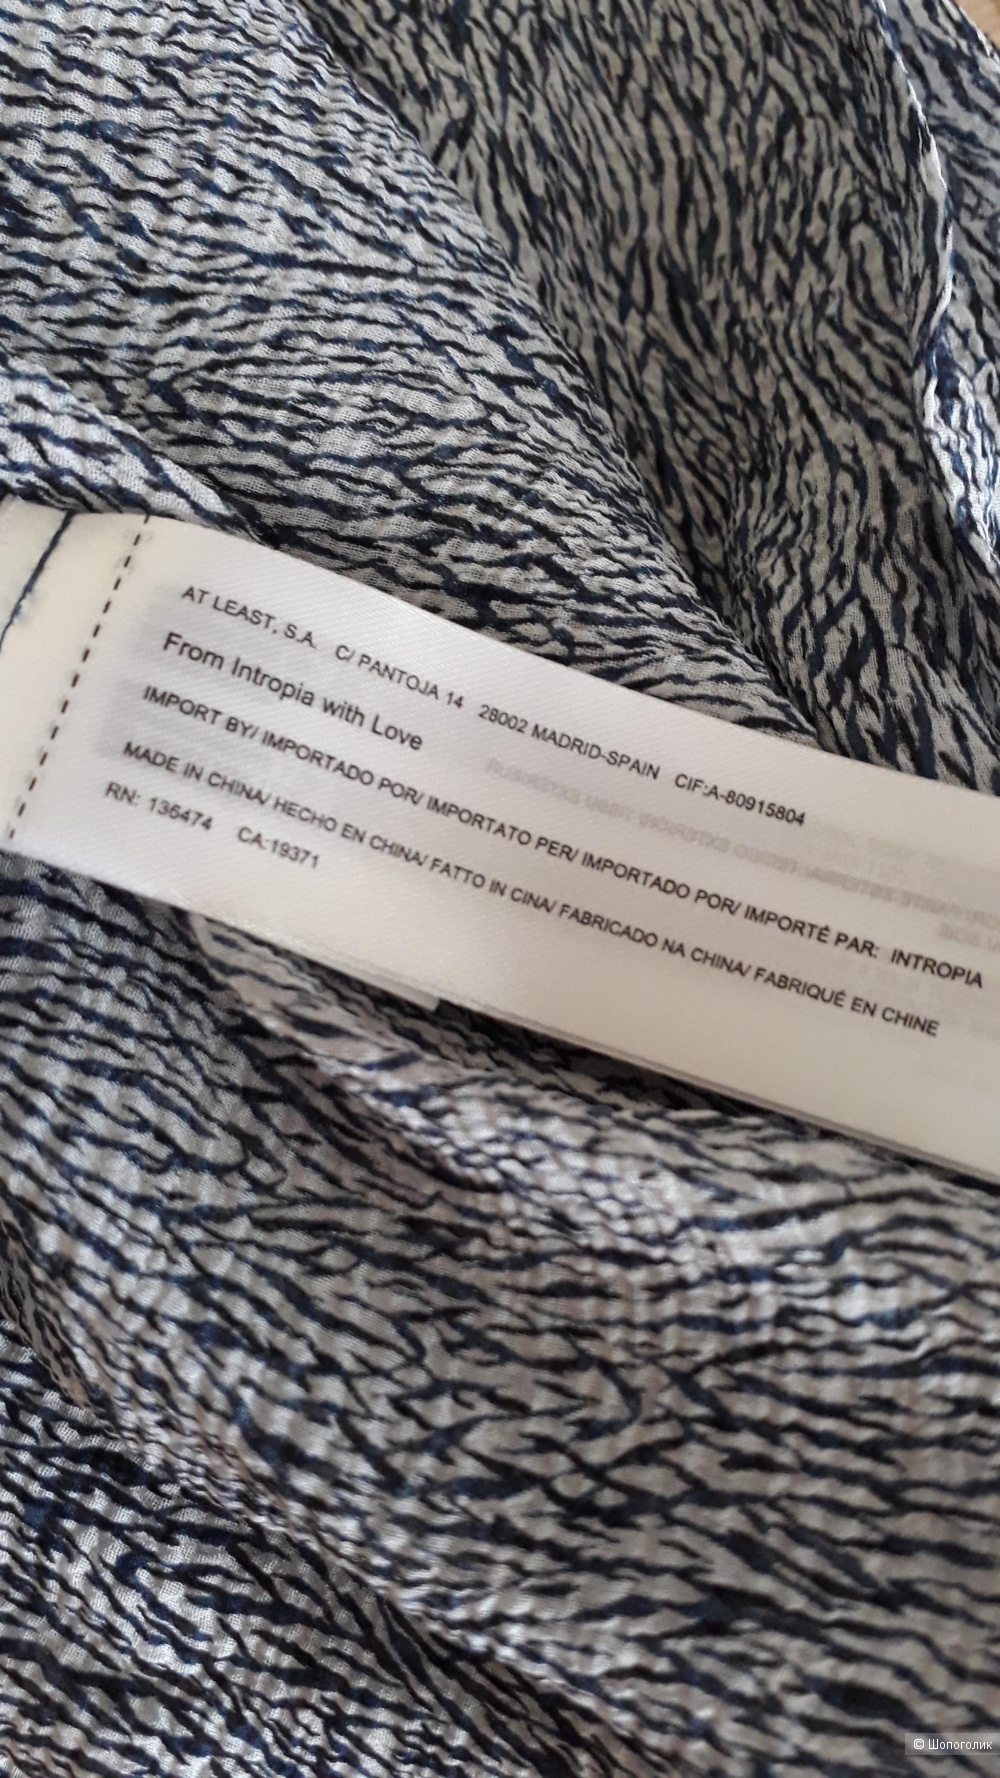 AT LEAST, S.A. C/ PANTOJA 14 28002 MADRID-SPAIN CIF:A-80915804
From Intropia with Love
IMPORT BY/ IMPORTADO POR/ IMPORTATO PER/ IMPORTADO POR/ IMPORTÉ PAR: INTROPIA
MADE IN CHINA/ HECHO EN CHINA/ FATTO IN CINA/ FABRICADO NA CHINA/ FABRIQUÉ EN CHINE
RN: 136474 CA:19371
© Шопоголик